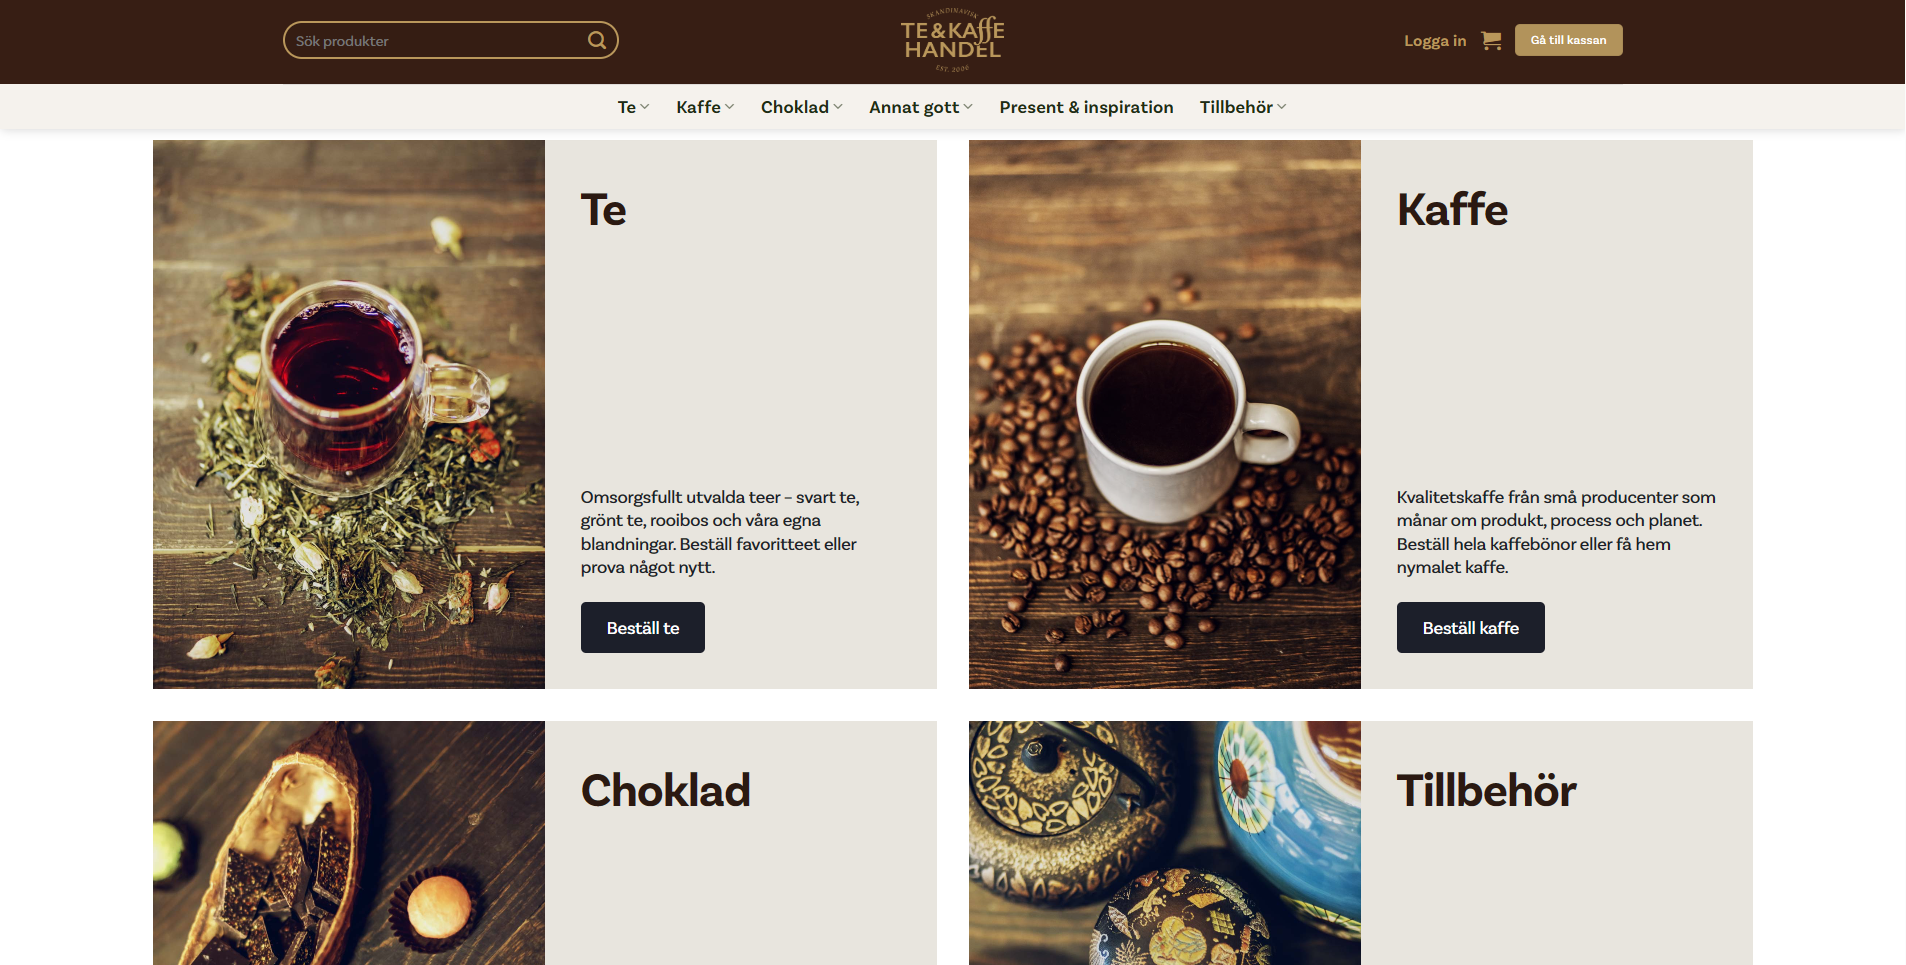 Sök produkter
SKANDINAVISK
TE & KAffE
HANDEL
EST. 2006
Logga in
Gå till kassan
Te
Kaffe
Choklad
Annat gott
Present & inspiration
Tillbehör
Te
Omsorgsfullt utvalda teer – svart te,
grönt te, rooibos och våra egna
blandningar. Beställ favoritteet eller
prova något nytt.
Beställ te
Kaffe
Kvalitetskaffe från små producenter som
månar om produkt, process och planet.
Beställ hela kaffebönor eller få hem
nymalet kaffe.
Beställ kaffe
Choklad
Tillbehör